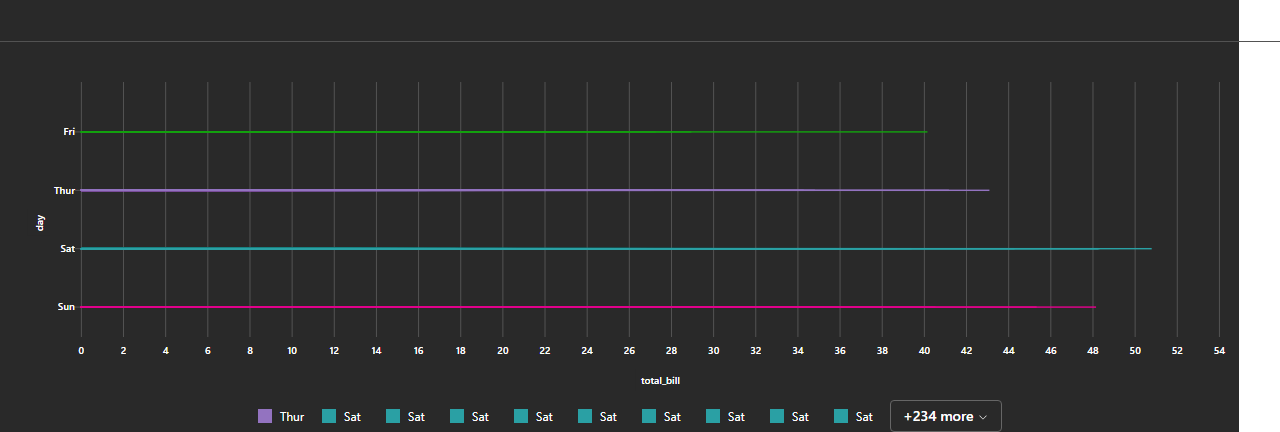 Fri
Thur
day
Sat
Sun
0 2 4 6 8 10 12 14 16 18 20 22 24 26 28 30 32 34 36 38 40 42 44 46 48 50 52 54
total_bill
Thur Sat Sat Sat Sat Sat Sat Sat Sat Sat +234 more